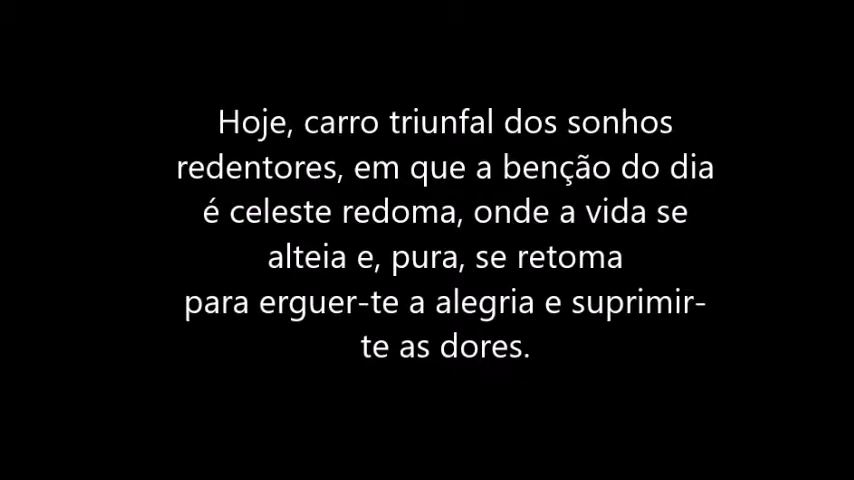 Hoje, carro triunfal dos sonhos
redentores, em que a benção do dia
é celeste redoma, onde a vida se
alteia e, pura, se retoma
para erguer-te a alegria e suprimir-
te as dores.